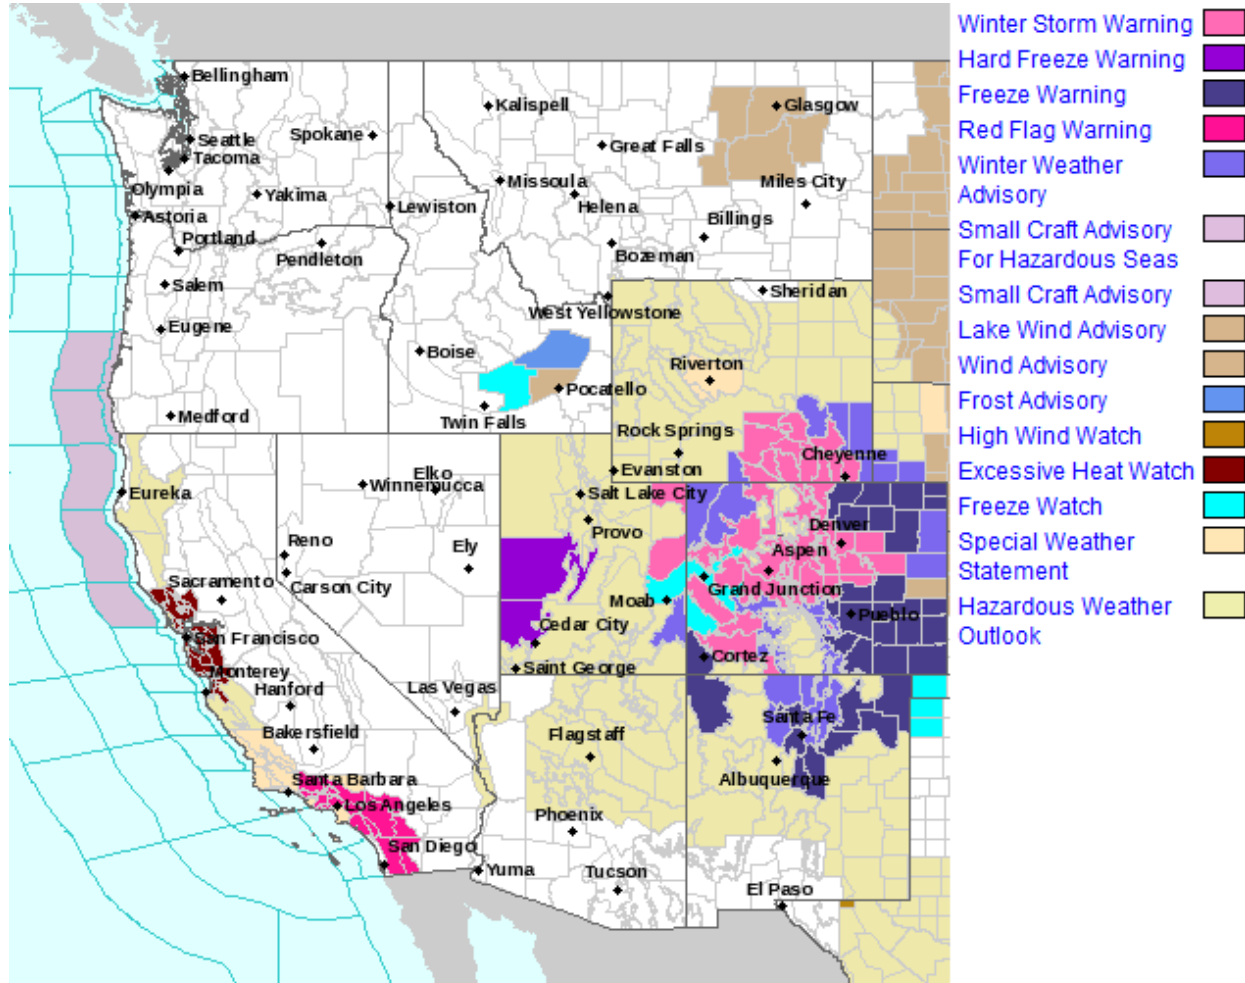 Bellingham
Seattle
Spokane
Tacoma
Olympia
Yakima
Astoria
Lewiston
Portland
Pendleton
Salem
Eugene
Medford
Kalispell
Glasgow
Great Falls
Missoula
Miles City
Helena
Billings
Bozeman
Sheridan
West Yellowstone
Boise
Riverton
Pocatello
Twin Falls
Rock Springs
Cheyenne
Evanston
Elko
Winnemucca
Salt Lake City
Eureka
Provo
Denver
Reno
Ely
Aspen
Sacramento
Carson City
Grand Junction
Moab
Pueblo
Cedar City
San Francisco
Cortez
Saint George
Monterey
Hanford
Las Vegas
Santa Fe
Bakersfield
Flagstaff
Albuquerque
Santa Barbara
Los Angeles
Phoenix
San Diego
Yuma
Tucson
El Paso
Winter Storm Warning
Hard Freeze Warning
Freeze Warning
Red Flag Warning
Winter Weather
Advisory
Small Craft Advisory
For Hazardous Seas
Small Craft Advisory
Lake Wind Advisory
Wind Advisory
Frost Advisory
High Wind Watch
Excessive Heat Watch
Freeze Watch
Special Weather
Statement
Hazardous Weather
Outlook